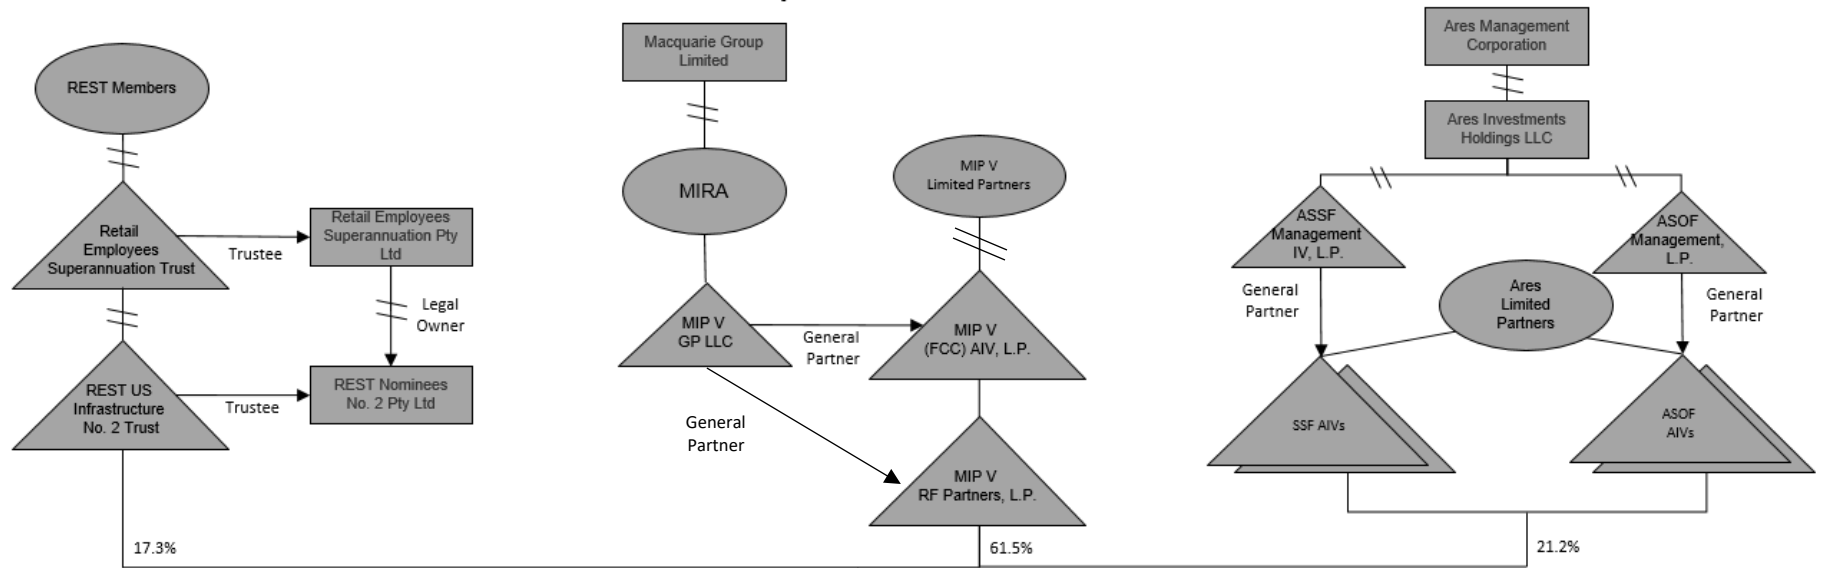 REST Members
Retail
Employees
Superannuation Trust
Trustee
Retail Employees
Superannuation Pty
Ltd
Legal
Owner
REST US
Infrastructure
No. 2 Trust
Trustee
REST Nominees
No. 2 Pty Ltd
17.3%
Macquarie Group
Limited
MIRA
MIP V
Limited Partners
MIP V
GP LLC
General
Partner
MIP V
(FCC) AIV, L.P.
General
Partner
MIP V
RF Partners, L.P.
61.5%
Ares Management
Corporation
Ares Investments
Holdings LLC
ASSF
Management
IV, L.P.
ASOF
Management,
L.P.
General
Partner
Ares
Limited
Partners
General
Partner
SSF AIVs
ASOF
AIVs
21.2%